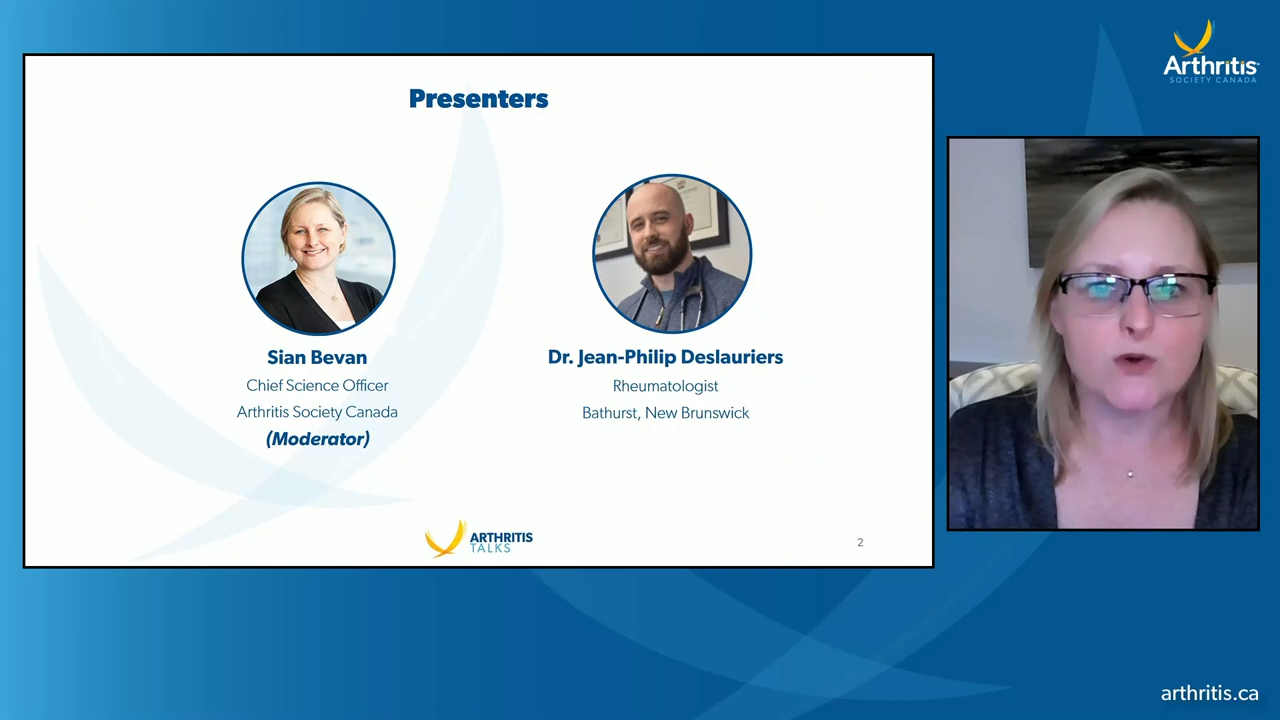 Presenters
Sian Bevan
Chief Science Officer
Arthritis Society Canada
(Moderator)
Dr. Jean-Philip Deslauriers
Rheumatologist
Bathurst, New Brunswick
ARTHRITIS
TALKS
2
Arthritis
SOCIETY CANADA
arthritis.ca